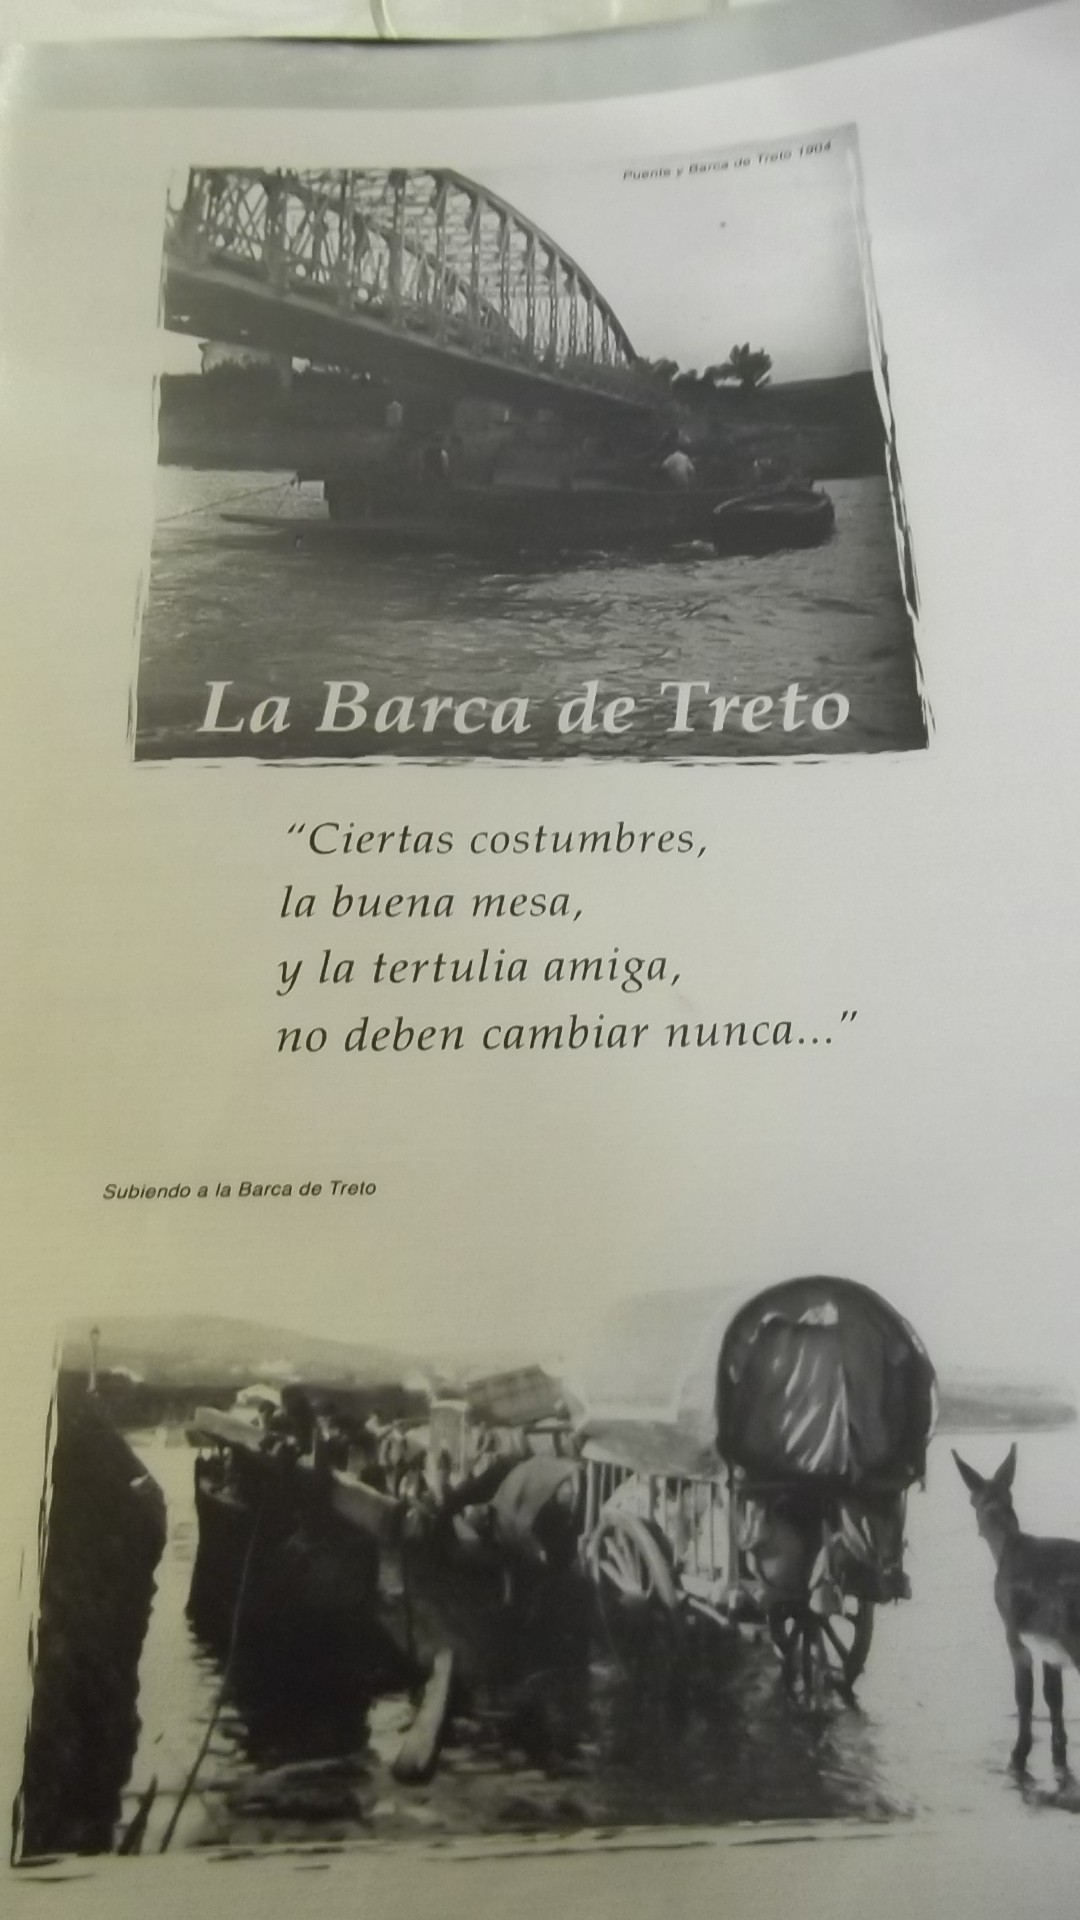 Puente y Barca de Treto 1904
La Barca de Treto
“Ciertas costumbres,
la buena mesa,
y la tertulia amiga,
no deben cambiar nunca...”
Subiendo a la Barca de Treto